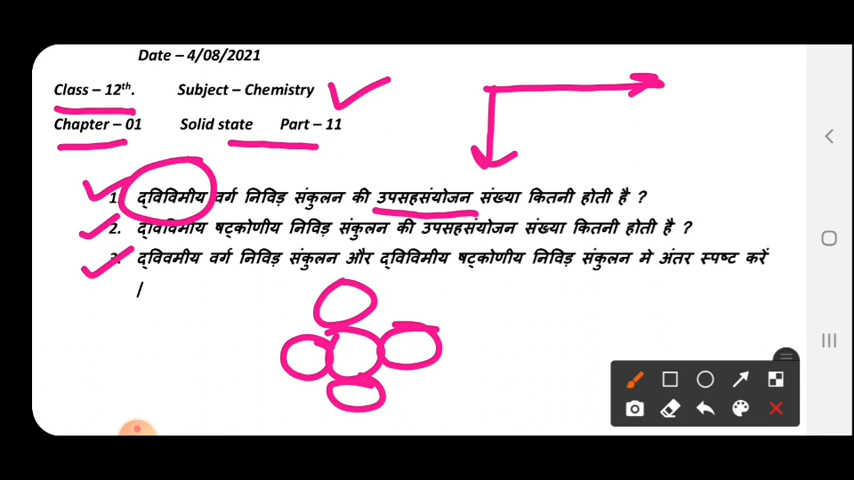 Date – 4/08/2021
Class – 12th. Subject – Chemistry
Chapter – 01 Solid state Part – 11
1. द्विविमीय वर्ग निविड़ संकुलन की उपसहसंयोजन संख्या कितनी होती है ?
2. द्विविमीय षट्कोणीय निविड़ संकुलन की उपसहसंयोजन संख्या कितनी होती है ?
3. द्विवमीय वर्ग निविड़ संकुलन और द्विविमीय षट्कोणीय निविड़ संकुलन मे अंतर स्पष्ट करें
|